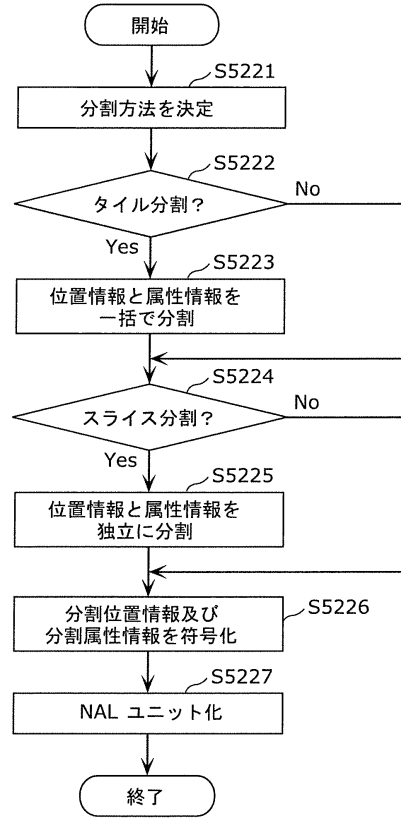 開始
S5221
分割方法を決定
S5222
タイル分割？
No
Yes
S5223
位置情報と属性情報を
一括で分割
S5224
スライス分割？
No
Yes
S5225
位置情報と属性情報を
独立に分割
S5226
分割位置情報及び
分割属性情報を符号化
S5227
NAL ユニット化
終了